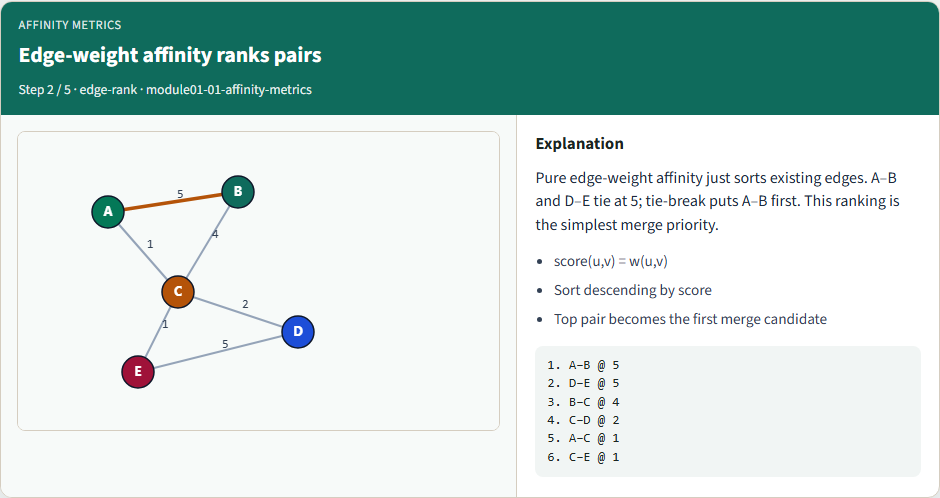 AFFINITY METRICS
Edge-weight affinity ranks pairs
Step 2 / 5 · edge-rank · module01-01-affinity-metrics
5
A
B
1
4
C
2
1
D
5
E
Explanation
Pure edge-weight affinity just sorts existing edges. A–B
and D–E tie at 5; tie-break puts A–B first. This ranking is
the simplest merge priority.
• score(u,v) = w(u,v)
• Sort descending by score
• Top pair becomes the first merge candidate
1. A–B @ 5
2. D–E @ 5
3. B–C @ 4
4. C–D @ 2
5. A–C @ 1
6. C–E @ 1